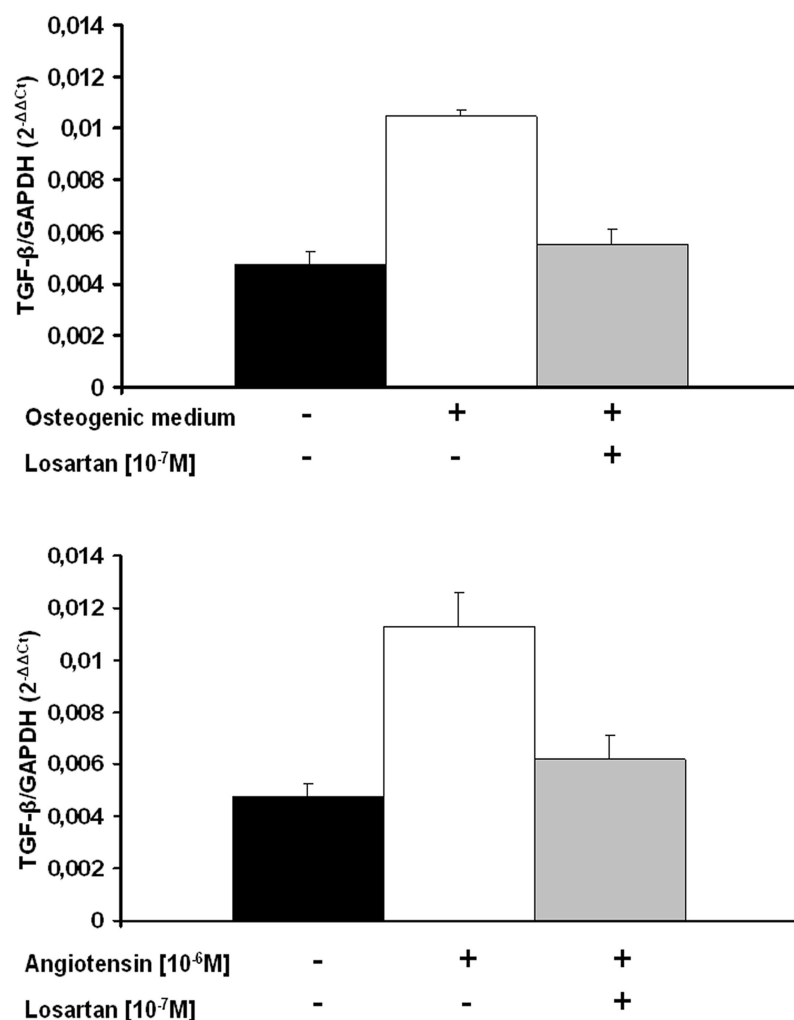 TGF-β/GAPDH (2-ΔΔCt)
0,014
0,012
0,01
0,008
0,006
0,004
0,002
0
Osteogenic medium - + +
Losartan [10-7M] - - +
TGF-β/GAPDH (2-ΔΔCt)
0,014
0,012
0,01
0,008
0,006
0,004
0,002
0
Angiotensin [10-6M] - + +
Losartan [10-7M] - - +